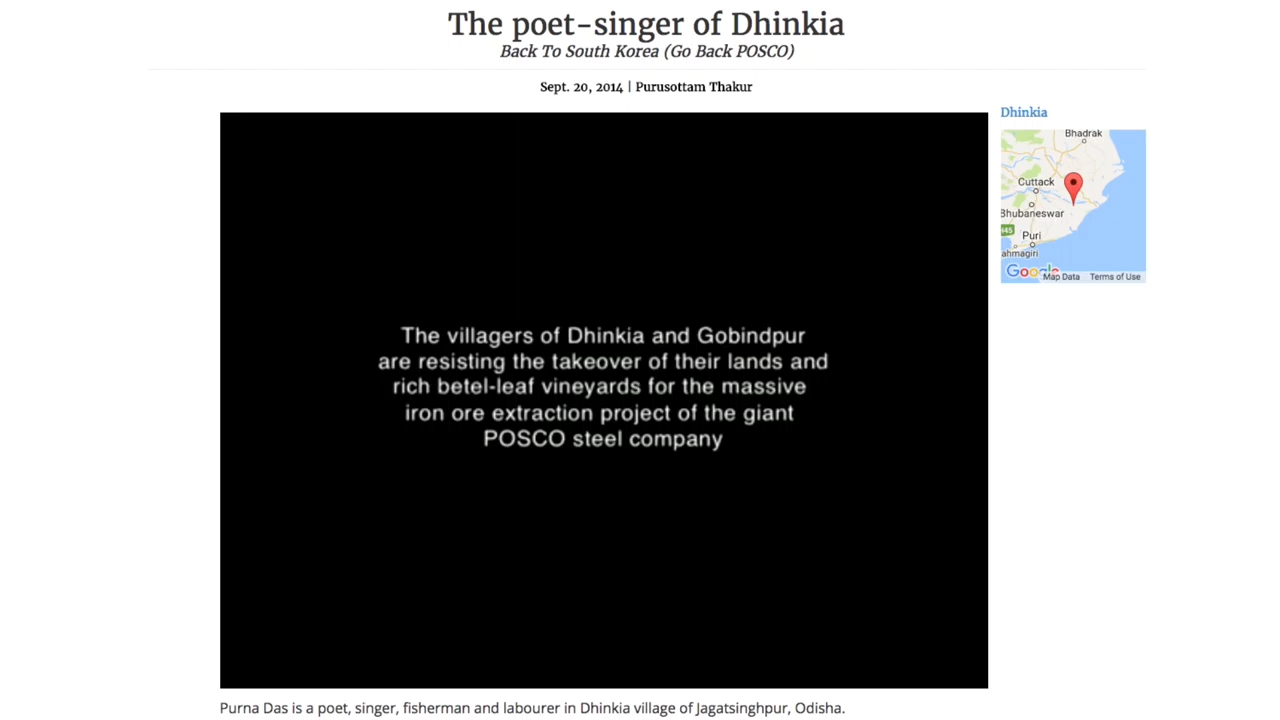 The poet-singer of Dhinkia
Back To South Korea (Go Back POSCO)
Sept. 20, 2014 | Purusottam Thakur
Dhinkia
Bhadrak
Cuttack
Bhubaneswar
H45
Puri
ahmagiri
Google
Map Data
Terms of Use
The villagers of Dhinkia and Gobindpur
are resisting the takeover of their lands and
rich betel-leaf vineyards for the massive
iron ore extraction project of the giant
POSCO steel company
Purna Das is a poet, singer, fisherman and labourer in Dhinkia village of Jagatsinghpur, Odisha.